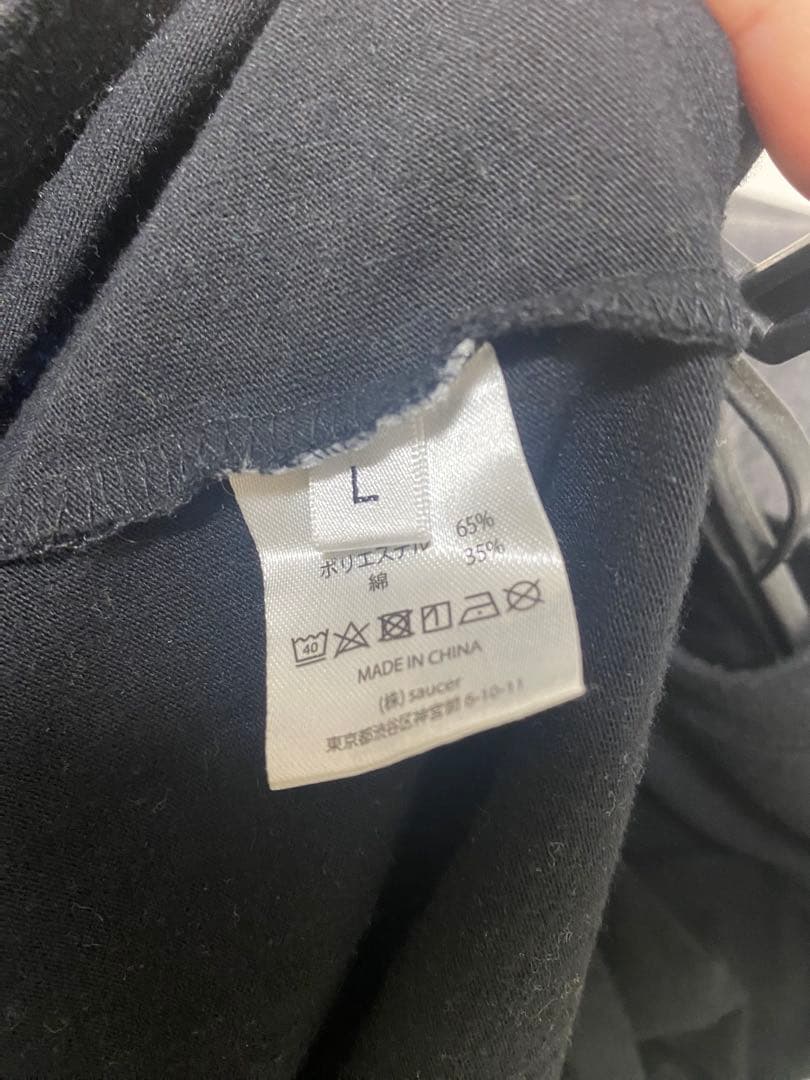 L
ポリエステル 65%
綿 35%
40
MADE IN CHINA
(株) saucer
東京都渋谷区神宮前 6-10-11